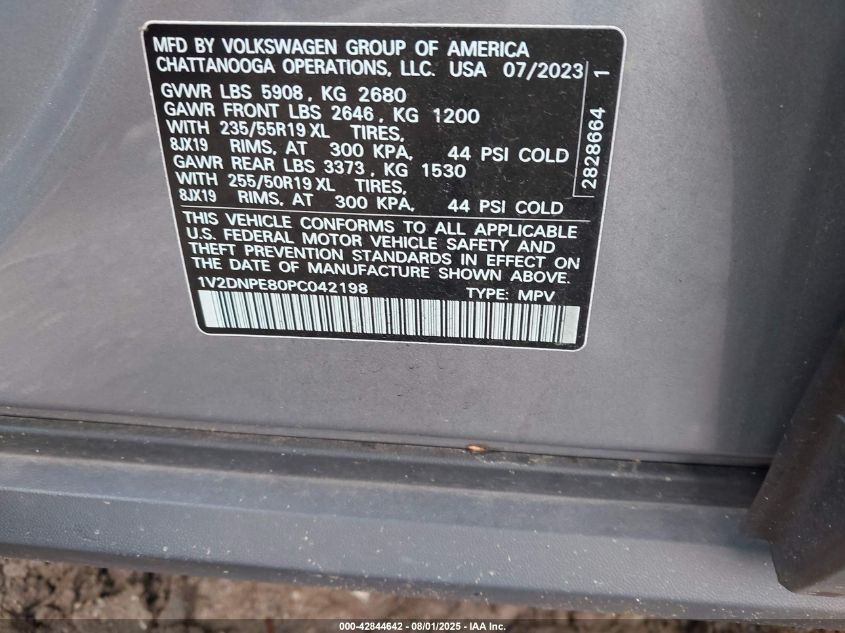 MFD BY VOLKSWAGEN GROUP OF AMERICA
CHATTANOOGA OPERATIONS, LLC. USA 07/2023
GVWR LBS 5908, KG 2680
GAWR FRONT LBS 2646, KG 1200
WITH 235/55R19 XL TIRES,
8JX19 RIMS, AT 300 KPA, 44 PSI COLD
GAWR REAR LBS 3373, KG 1530
WITH 255/50R19 XL TIRES,
8JX19 RIMS, AT 300 KPA, 44 PSI COLD
2828664 1
THIS VEHICLE CONFORMS TO ALL APPLICABLE
U.S. FEDERAL MOTOR VEHICLE SAFETY AND
THEFT PREVENTION STANDARDS IN EFFECT ON
THE DATE OF MANUFACTURE SHOWN ABOVE.
1V2DNPE80PC042198 TYPE: MPV
000-42844642 - 08/01/2025 - IAA Inc.